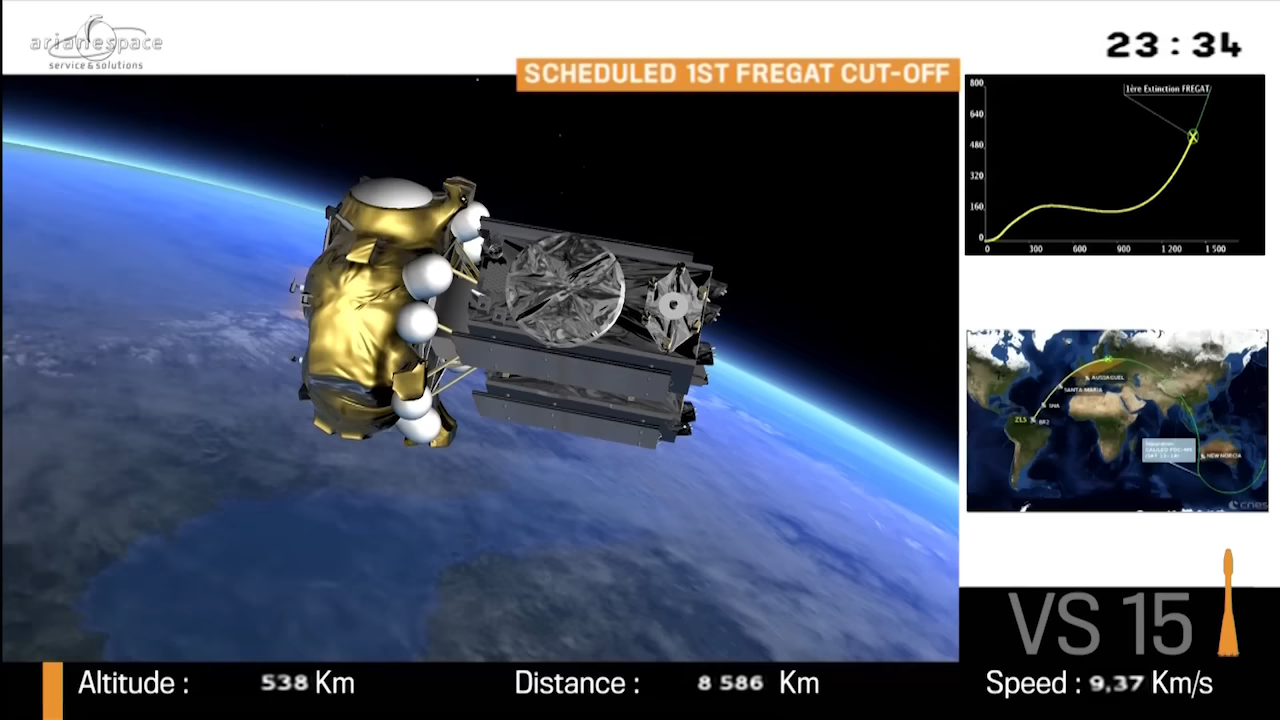 arianespace
service & solutions
23 : 34
SCHEDULED 1ST FREGAT CUT-OFF
1ère Extinction FREGAT
800
640
480
320
160
0
0 300 600 900 1 200 1 500
AUSSAGUEL
SANTA MARIA
ZLS
BR2
NEW NORCIA
cnes
VS 15
Altitude : 538 Km
Distance : 8 586 Km
Speed : 9,37 Km/s